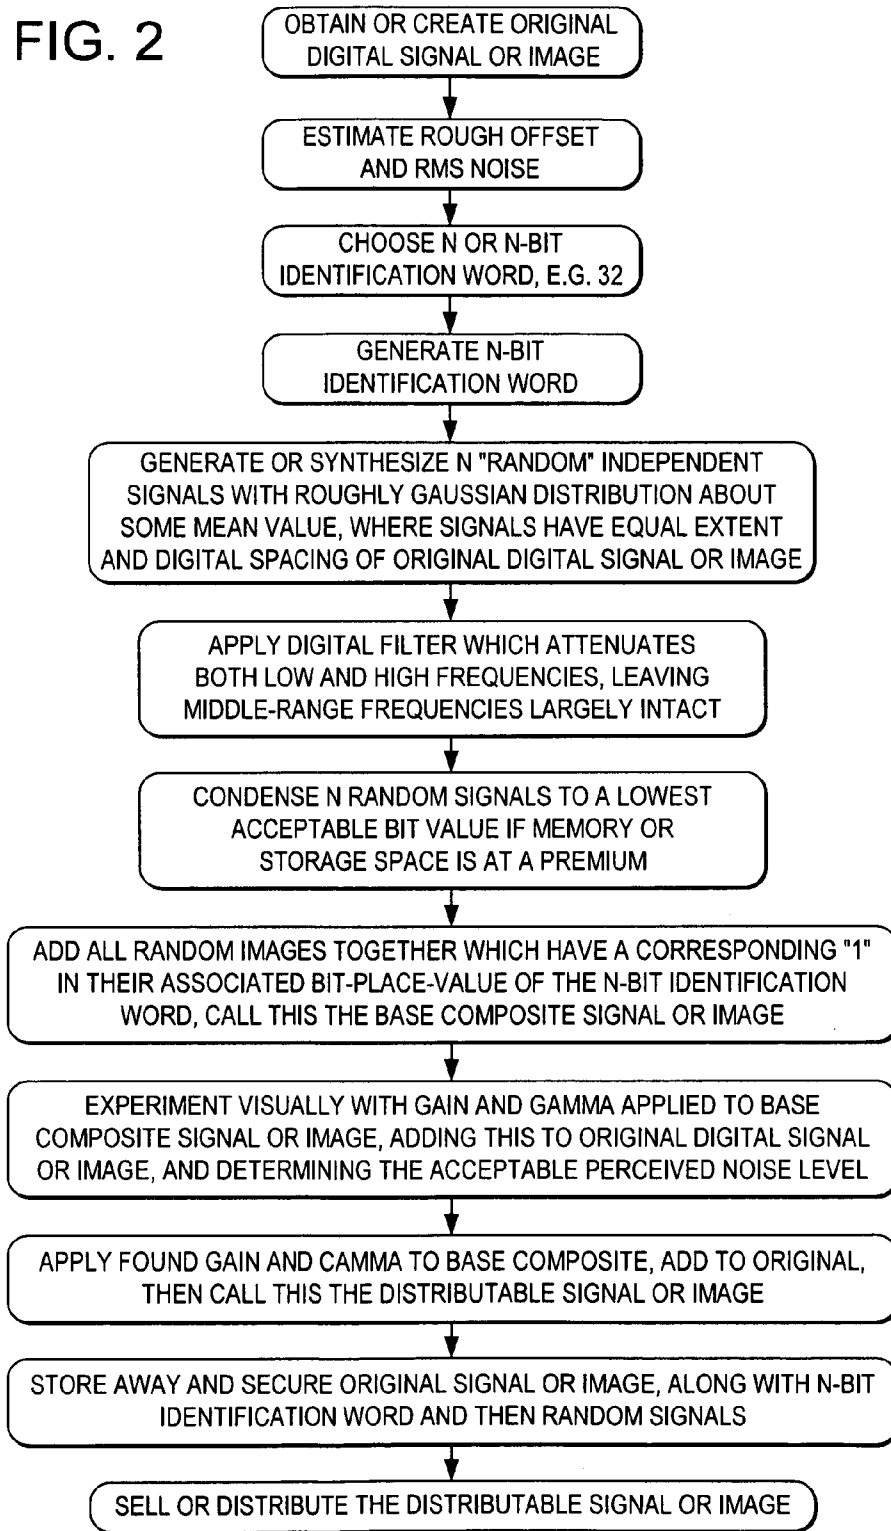 FIG. 2
OBTAIN OR CREATE ORIGINAL
DIGITAL SIGNAL OR IMAGE
ESTIMATE ROUGH OFFSET
AND RMS NOISE
CHOOSE N OR N-BIT
IDENTIFICATION WORD, E.G. 32
GENERATE N-BIT
IDENTIFICATION WORD
GENERATE OR SYNTHESIZE N "RANDOM" INDEPENDENT
SIGNALS WITH ROUGHLY GAUSSIAN DISTRIBUTION ABOUT
SOME MEAN VALUE, WHERE SIGNALS HAVE EQUAL EXTENT
AND DIGITAL SPACING OF ORIGINAL DIGITAL SIGNAL OR IMAGE
APPLY DIGITAL FILTER WHICH ATTENUATES
BOTH LOW AND HIGH FREQUENCIES, LEAVING
MIDDLE-RANGE FREQUENCIES LARGELY INTACT
CONDENSE N RANDOM SIGNALS TO A LOWEST
ACCEPTABLE BIT VALUE IF MEMORY OR
STORAGE SPACE IS AT A PREMIUM
ADD ALL RANDOM IMAGES TOGETHER WHICH HAVE A CORRESPONDING "1"
IN THEIR ASSOCIATED BIT-PLACE-VALUE OF THE N-BIT IDENTIFICATION
WORD, CALL THIS THE BASE COMPOSITE SIGNAL OR IMAGE
EXPERIMENT VISUALLY WITH GAIN AND GAMMA APPLIED TO BASE
COMPOSITE SIGNAL OR IMAGE, ADDING THIS TO ORIGINAL DIGITAL SIGNAL
OR IMAGE, AND DETERMINING THE ACCEPTABLE PERCEIVED NOISE LEVEL
APPLY FOUND GAIN AND CAMMA TO BASE COMPOSITE, ADD TO ORIGINAL,
THEN CALL THIS THE DISTRIBUTABLE SIGNAL OR IMAGE
STORE AWAY AND SECURE ORIGINAL SIGNAL OR IMAGE, ALONG WITH N-BIT
IDENTIFICATION WORD AND THEN RANDOM SIGNALS
SELL OR DISTRIBUTE THE DISTRIBUTABLE SIGNAL OR IMAGE